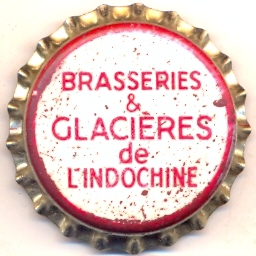 BRASSERIES
&
GLACIÈRES
de
L'INDOCHINE